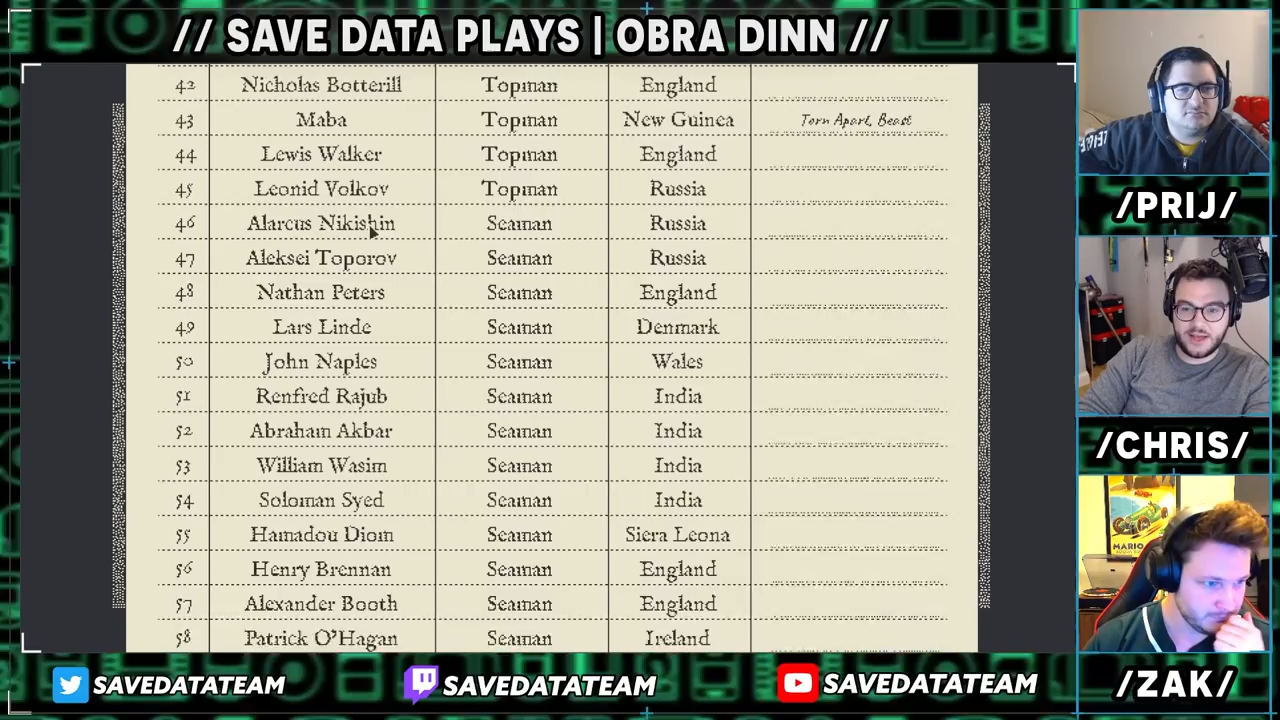 // SAVE DATA PLAYS | OBRA DINN //
42 Nicholas Botterill Topman England
43 Maba Topman New Guinea Torn Apart, Beast
44 Lewis Walker Topman England
45 Leonid Volkov Topman Russia
46 Alarcus Nikishin Seaman Russia
47 Aleksei Toporov Seaman Russia
48 Nathan Peters Seaman England
49 Lars Linde Seaman Denmark
50 John Naples Seaman Wales
51 Renfred Rajub Seaman India
52 Abraham Akbar Seaman India
53 William Wasim Seaman India
54 Soloman Syed Seaman India
55 Hamadou Diom Seaman Siera Leona
56 Henry Brennan Seaman England
57 Alexander Booth Seaman England
58 Patrick O'Hagan Seaman Ireland
/PRIJ/
/CHRIS/
MARIO
/ZAK/
SAVEDATATEAM
SAVEDATATEAM
SAVEDATATEAM